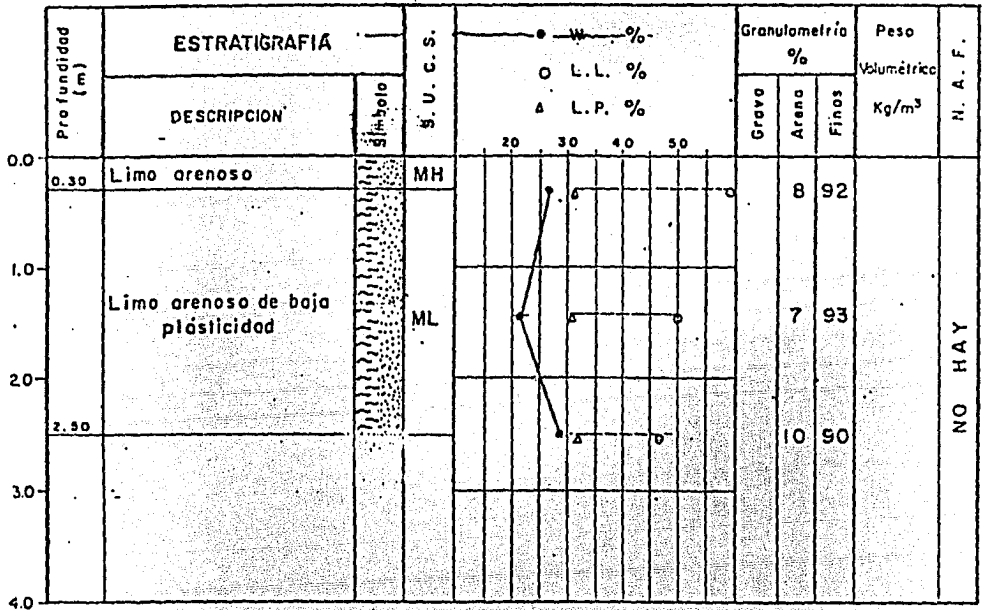 Profundidad (m)
ESTRATIGRAFIA
DESCRIPCION
Simbolo
S. U. C. S.
W %
L.L. %
L.P. %
20 30 40 50
Granulometría %
Grava
Arena
Finos
Peso
Volumétrico
Kg/m³
N. A. F.
0.0
0.30
Limo arenoso
MH
8 92
1.0
Limo arenoso de baja
plásticidad
ML
7 93
2.0
NO HAY
2.50
10 90
3.0
4.0